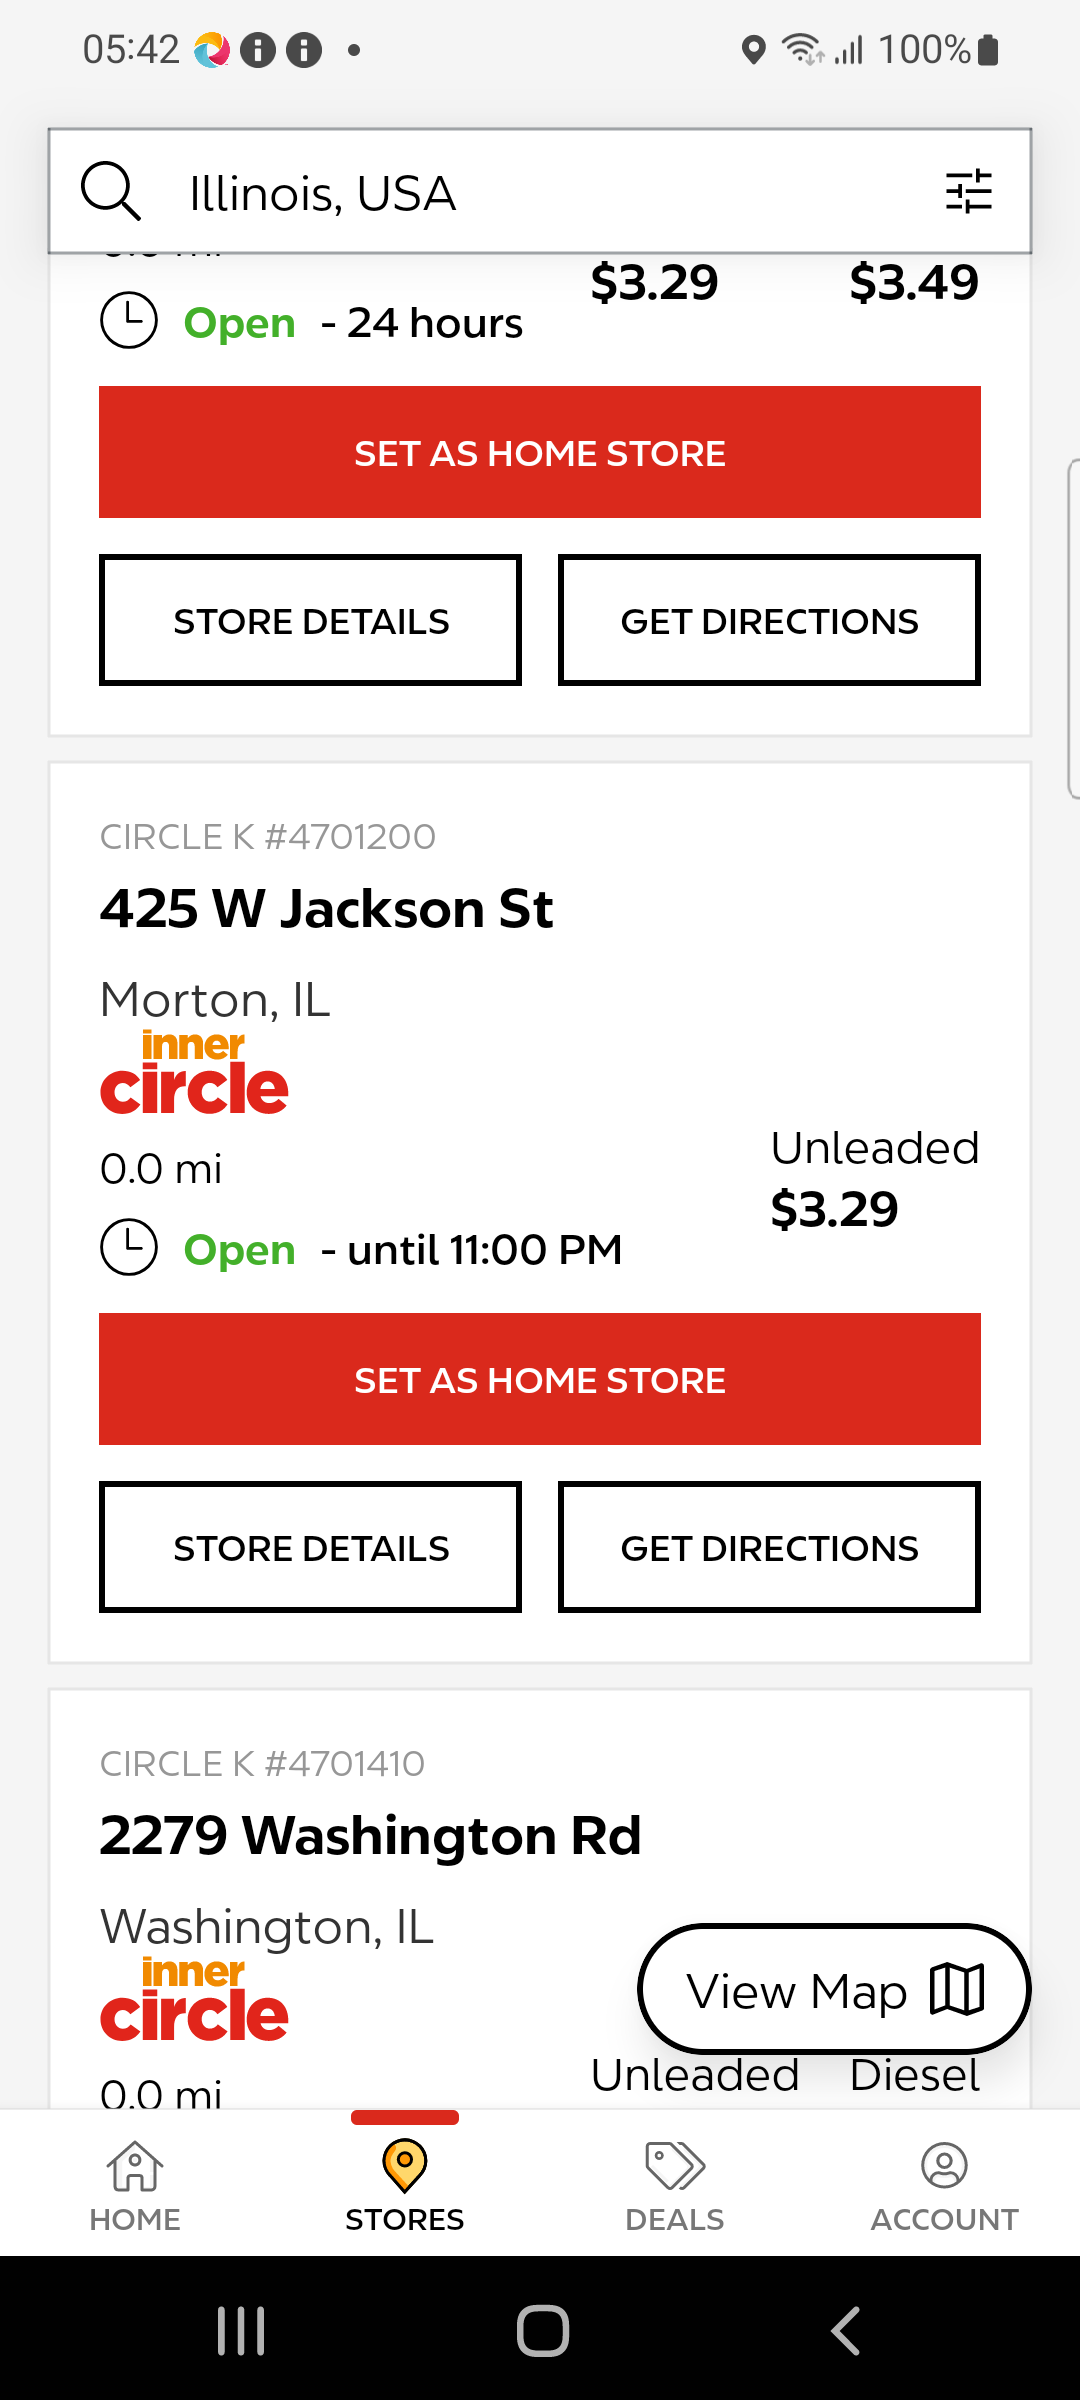 05:42 100%
Illinois, USA
$3.29 $3.49
Open - 24 hours
SET AS HOME STORE
STORE DETAILS GET DIRECTIONS
CIRCLE K #4701200
425 W Jackson St
Morton, IL
inner
circle
Unleaded
0.0 mi
$3.29
Open - until 11:00 PM
SET AS HOME STORE
STORE DETAILS GET DIRECTIONS
CIRCLE K #4701410
2279 Washington Rd
Washington, IL
inner
circle
View Map
Unleaded Diesel
0.0 mi
HOME STORES DEALS ACCOUNT